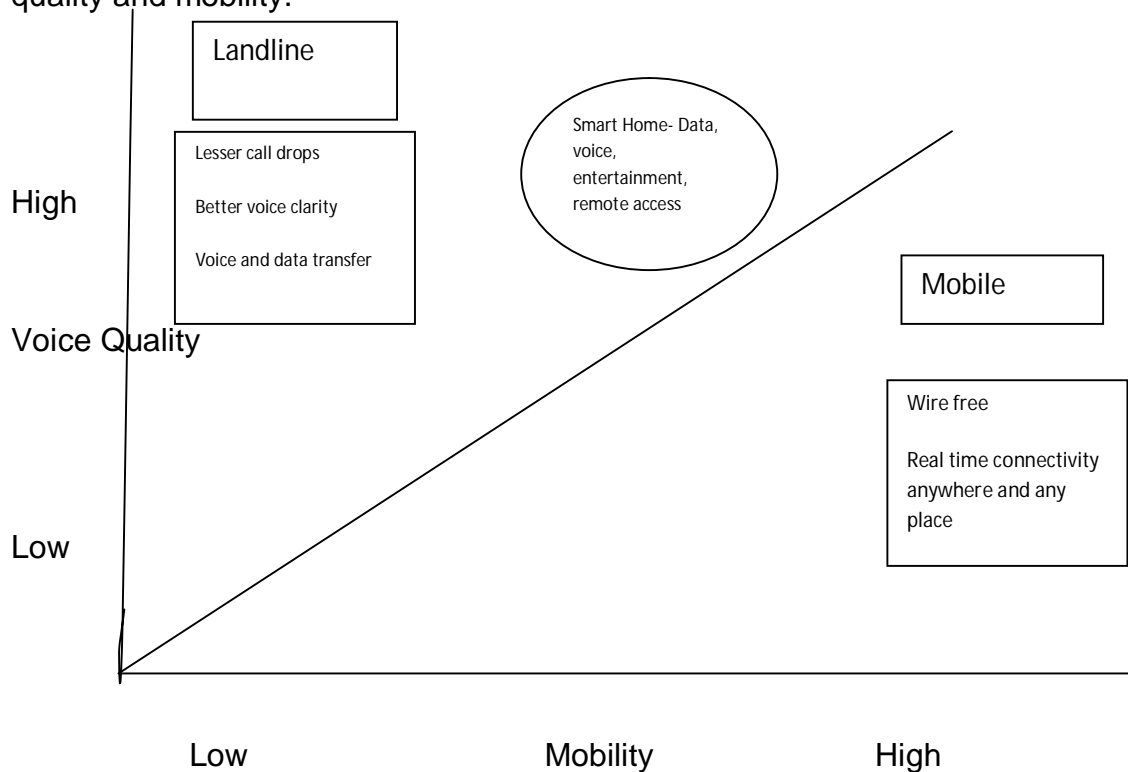 quality and mobility.
Landline
Lesser call drops
Better voice clarity
Voice and data transfer
Smart Home- Data,
voice,
entertainment,
remote access
High
Mobile
Voice Quality
Wire free
Real time connectivity
anywhere and any
place
Low
Low Mobility High